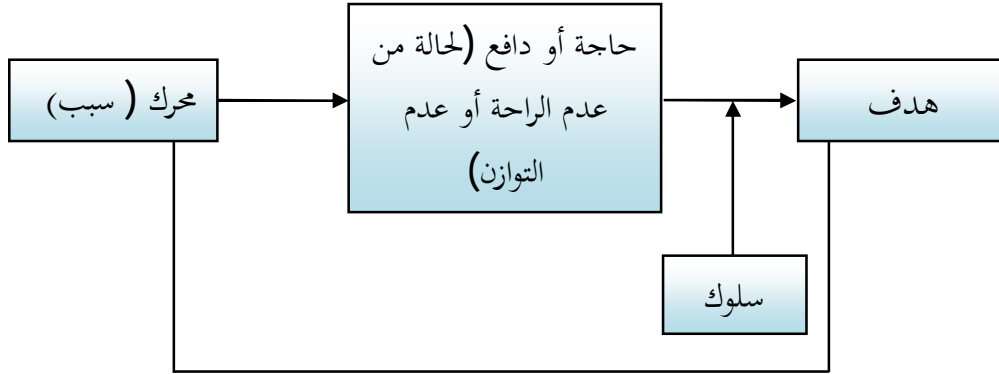 محرك ( سبب)
حاجة أو دافع (لحالة من
عدم الراحة أو عدم
التوازن)
هدف
سلوك